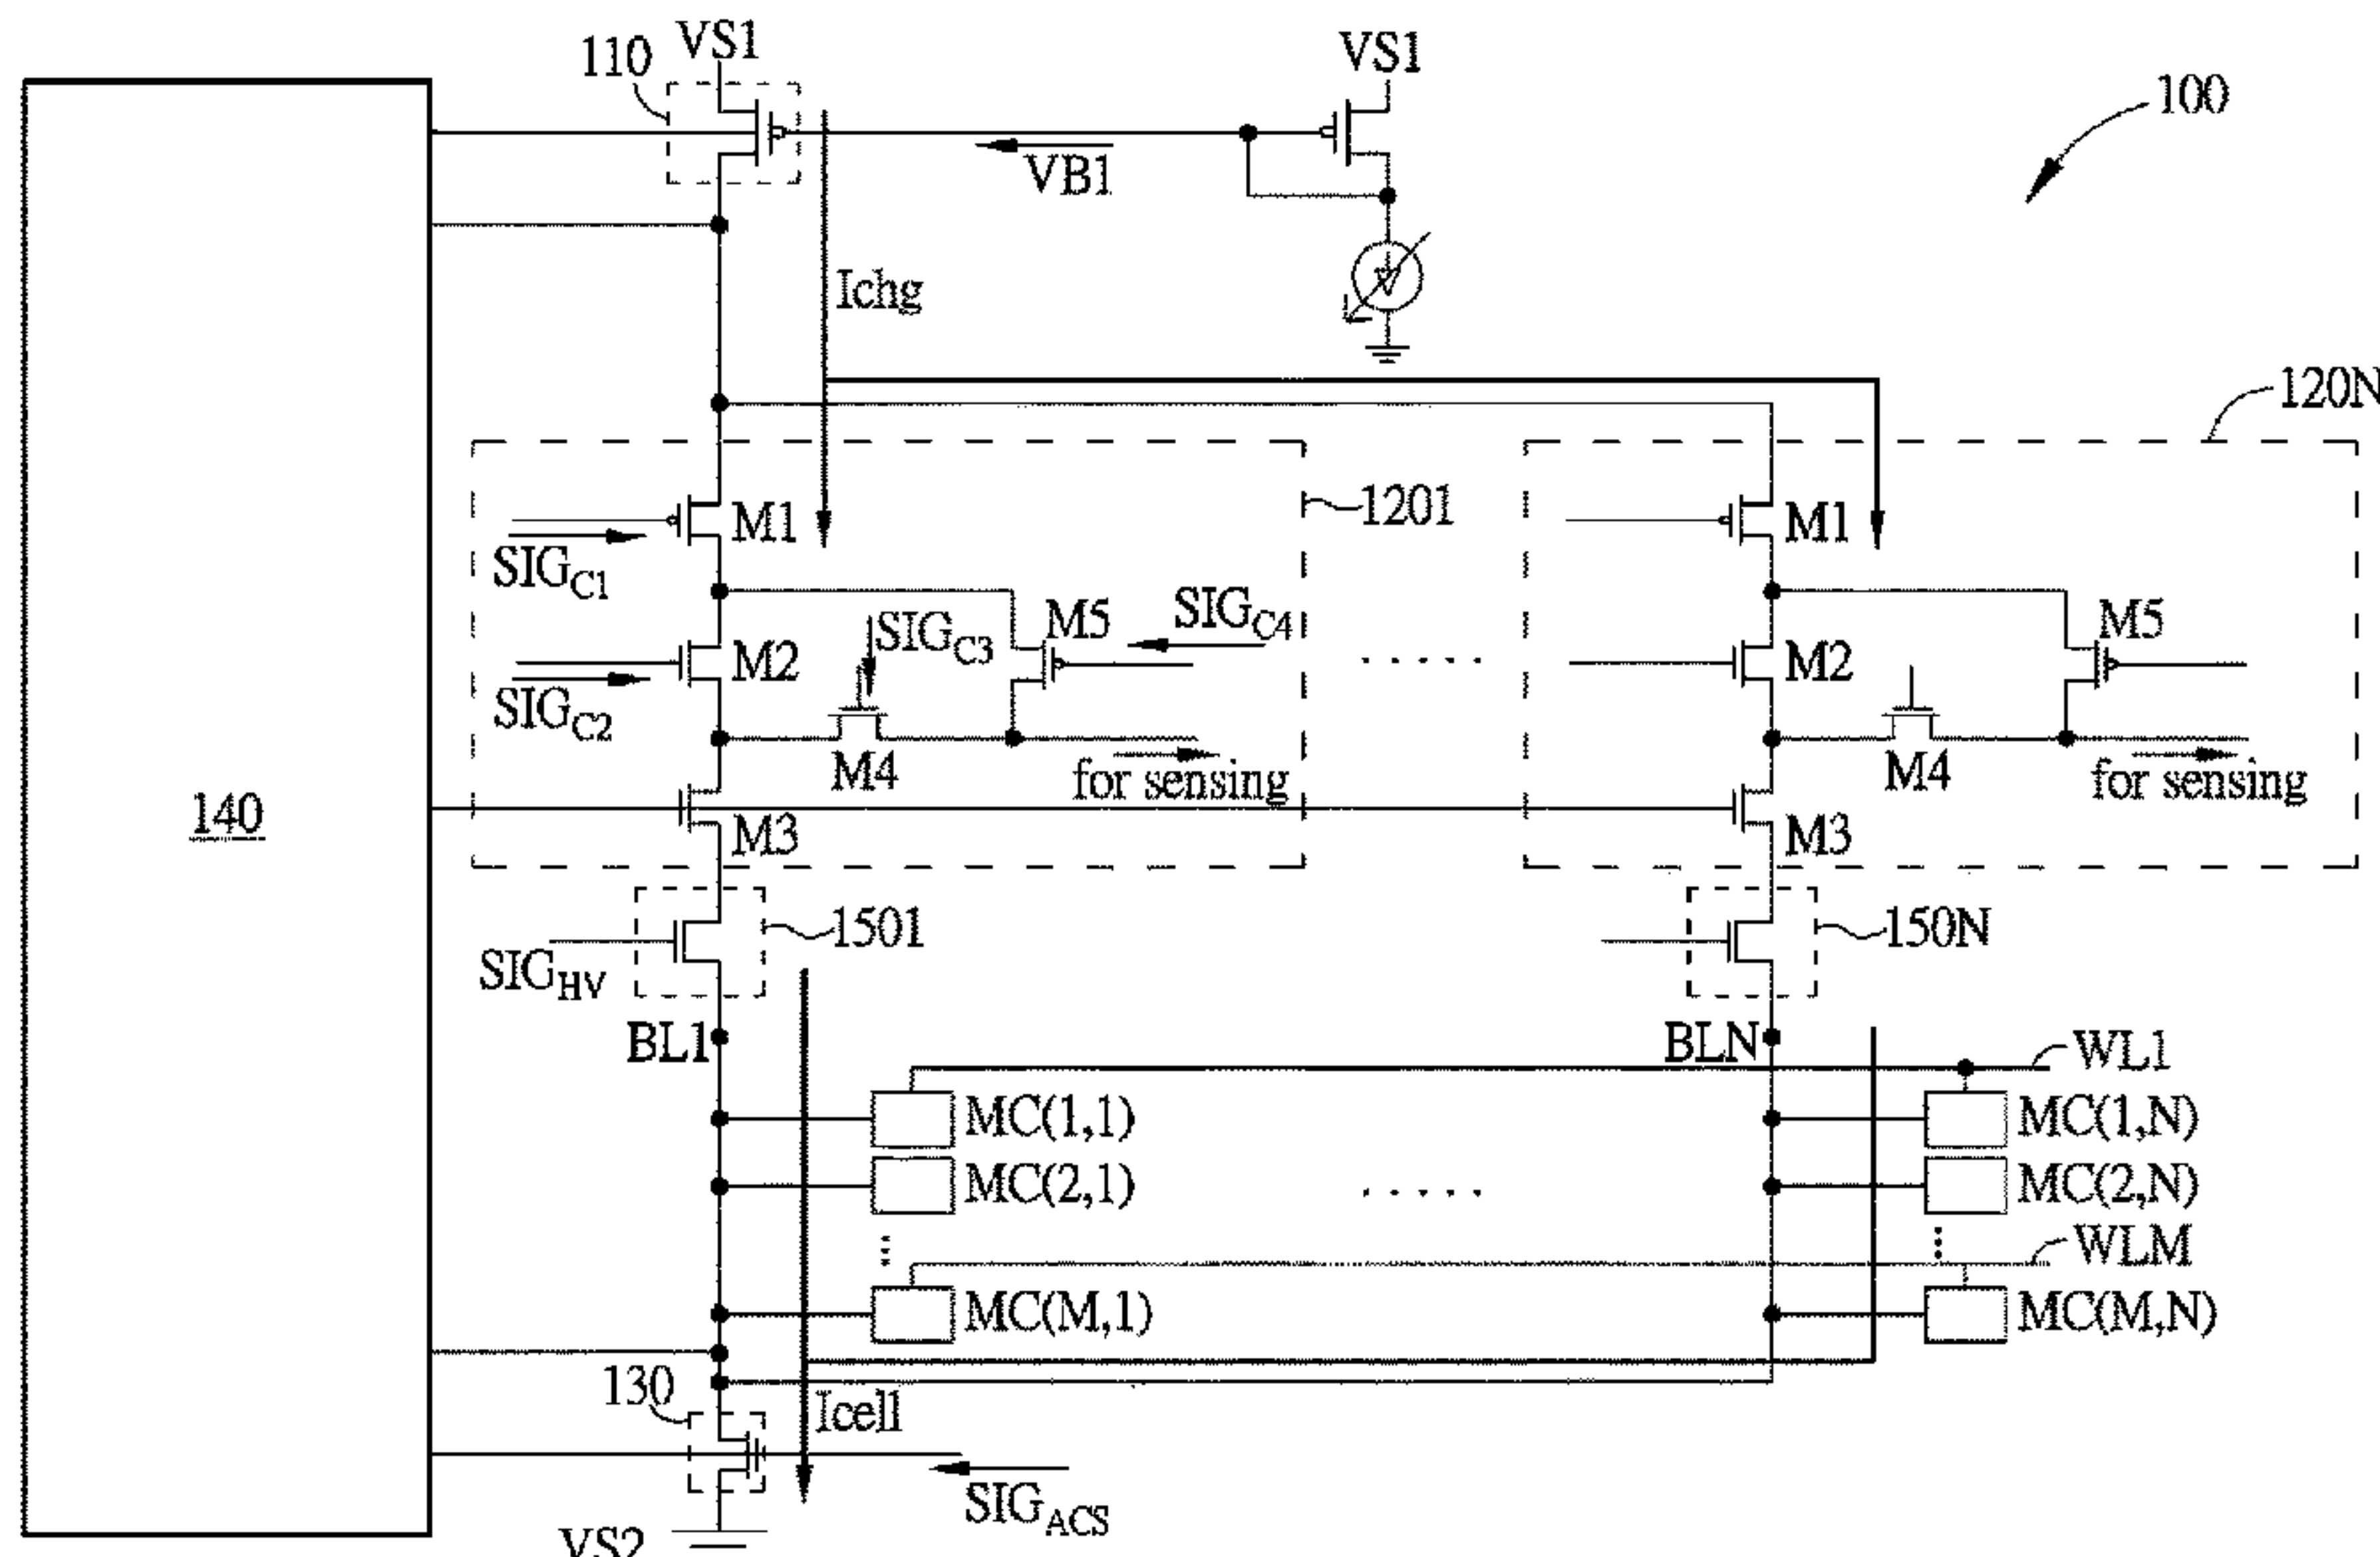 VS1
110
VS1
100
VB1
Ichg
120N
M1
1201
M1
SIGC1
SIGC3
M5
SIGC4
M5
M2
. . . . .
M2
SIGC2
M4
for sensing
M4
for sensing
140
M3
M3
1501
150N
SIGHV
BL1
BLN
WL1
MC(1,1)
MC(1,N)
MC(2,1)
. . . . .
MC(2,N)
WLM
MC(M,1)
MC(M,N)
130
Icell
SIGACS
VS2